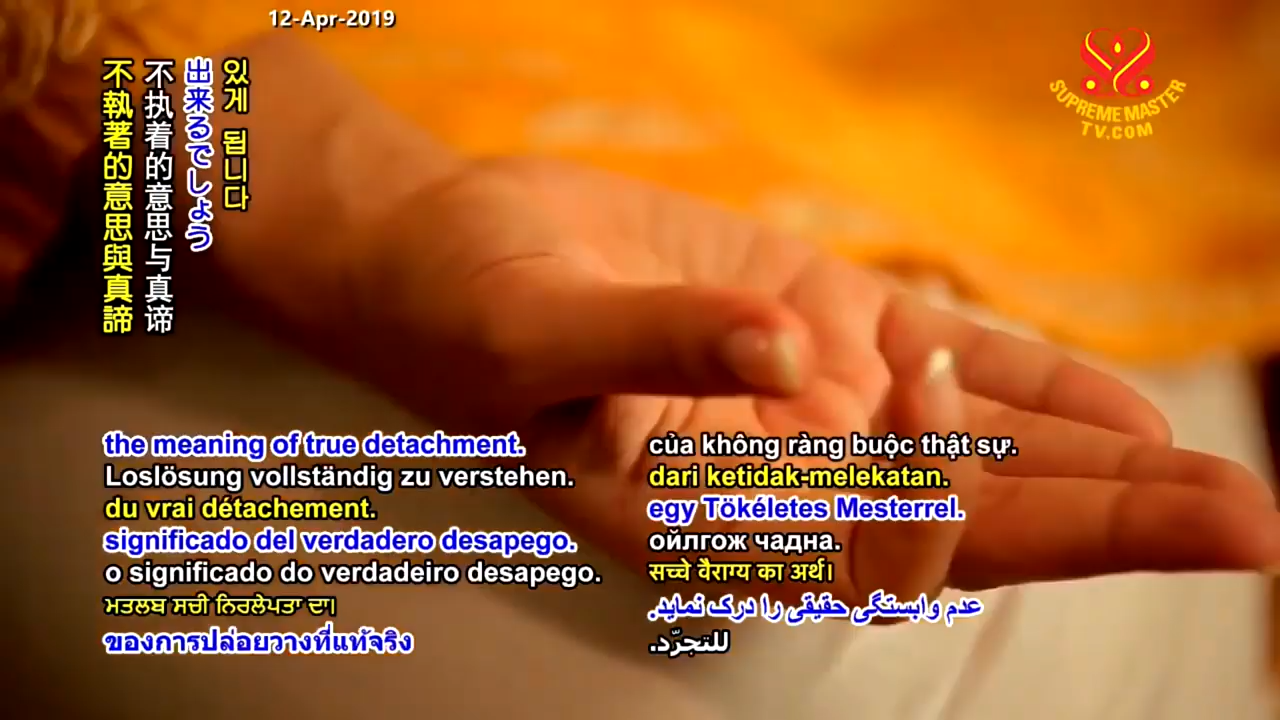 12-Apr-2019
SUPREME MASTER
TV.COM
있게 됩니다
出来るでしょう
不执着的意思与真谛
不執著的意思與真諦
the meaning of true detachment.
Loslösung vollständig zu verstehen.
du vrai détachement.
significado del verdadero desapego.
o significado do verdadeiro desapego.
ਮਤਲਬ ਸਚੀ ਨਿਰਲੇਪਤਾ ਦਾ।
ของการปล่อยวางที่แท้จริง
của không ràng buộc thật sự.
dari ketidak-melekatan.
egy Tökéletes Mesterrel.
ойлгож чадна.
सच्चे वैराग्य का अर्थ।
عدم وابستگی حقیقی را درک نماید.
للتجرّد.